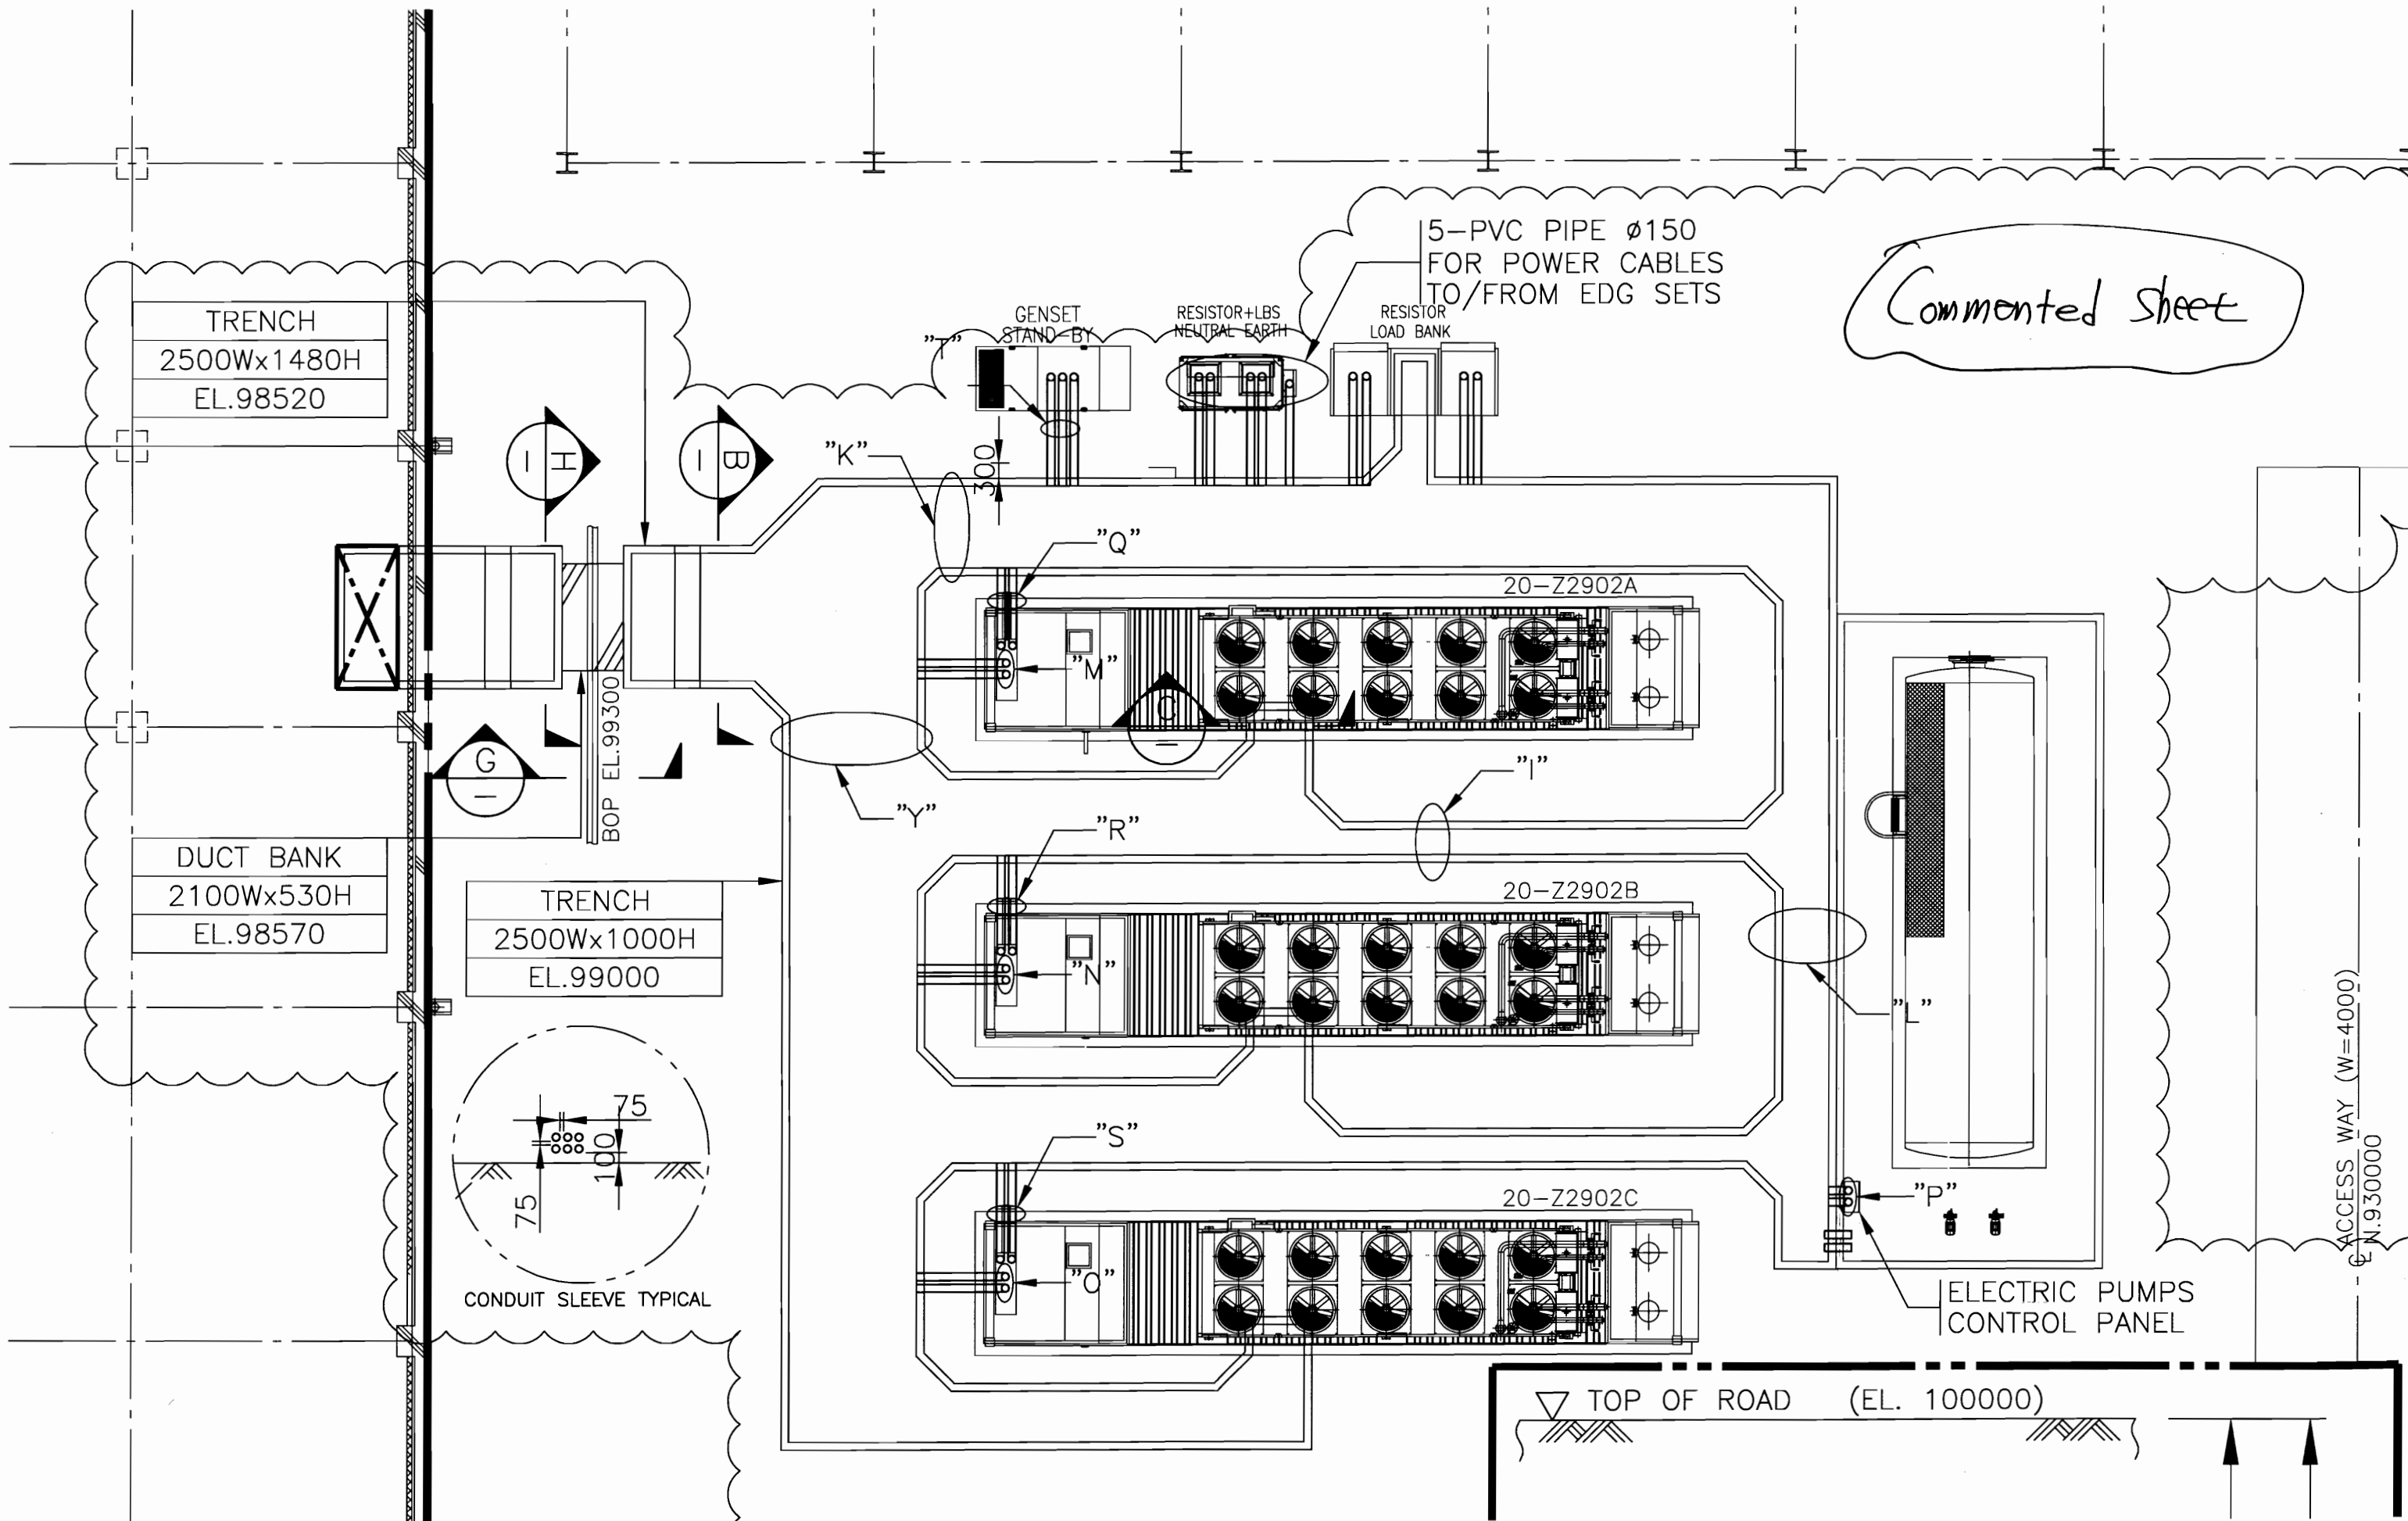 5-PVC PIPE ø150
FOR POWER CABLES
TO/FROM EDG SETS
Commented sheet
TRENCH
2500Wx1480H
EL.98520
GENSET
STAND-BY
RESISTOR+LBS
NEUTRAL EARTH
RESISTOR
LOAD BANK
"T"
H
B
"K"
300
"Q"
20-Z2902A
"M"
C
G
BOP EL.99300
"Y"
"I"
"R"
DUCT BANK
2100Wx530H
EL.98570
TRENCH
2500Wx1000H
EL.99000
20-Z2902B
"N"
"L"
75
100
75
CONDUIT SLEEVE TYPICAL
"S"
20-Z2902C
"O"
"P"
ELECTRIC PUMPS
CONTROL PANEL
℄ ACCESS WAY (W=4000)
N.930000
TOP OF ROAD (EL. 100000)